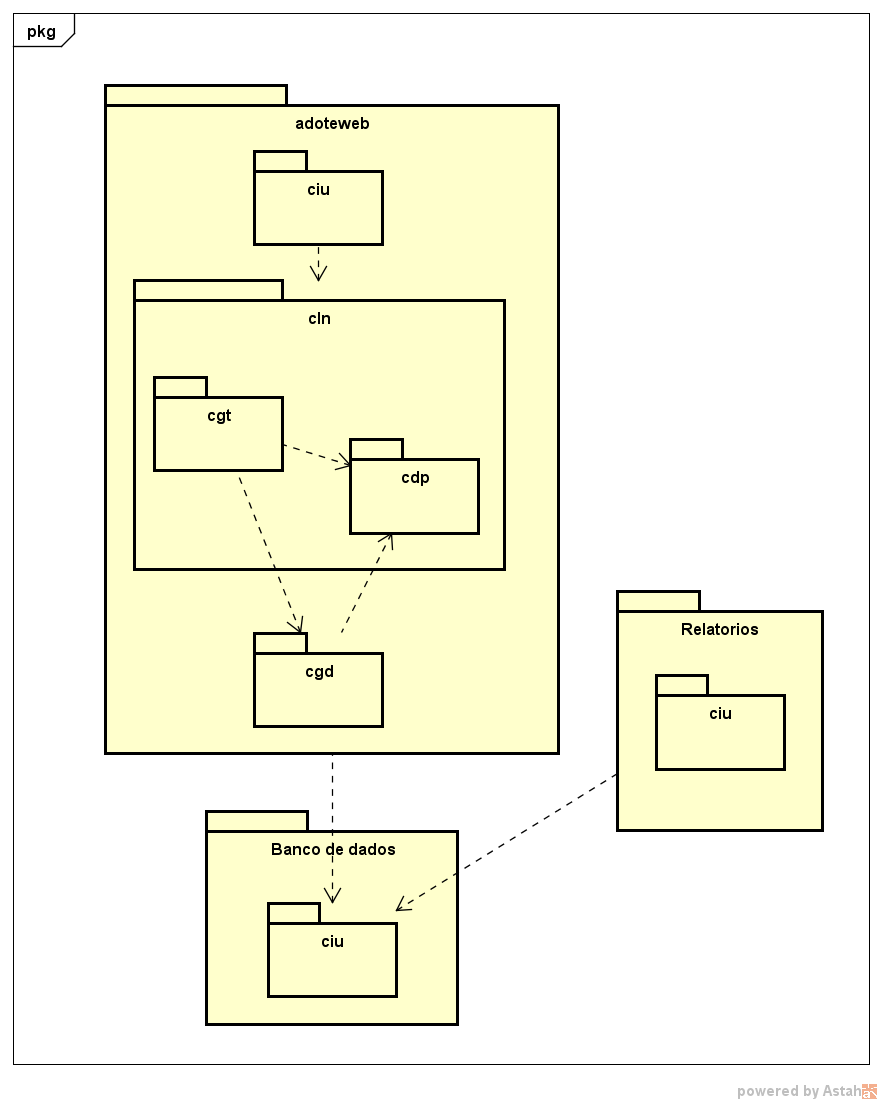 pkg
adoteweb
ciu
cln
cgt
cdp
cgd
Relatorios
ciu
Banco de dados
ciu
powered by Astah